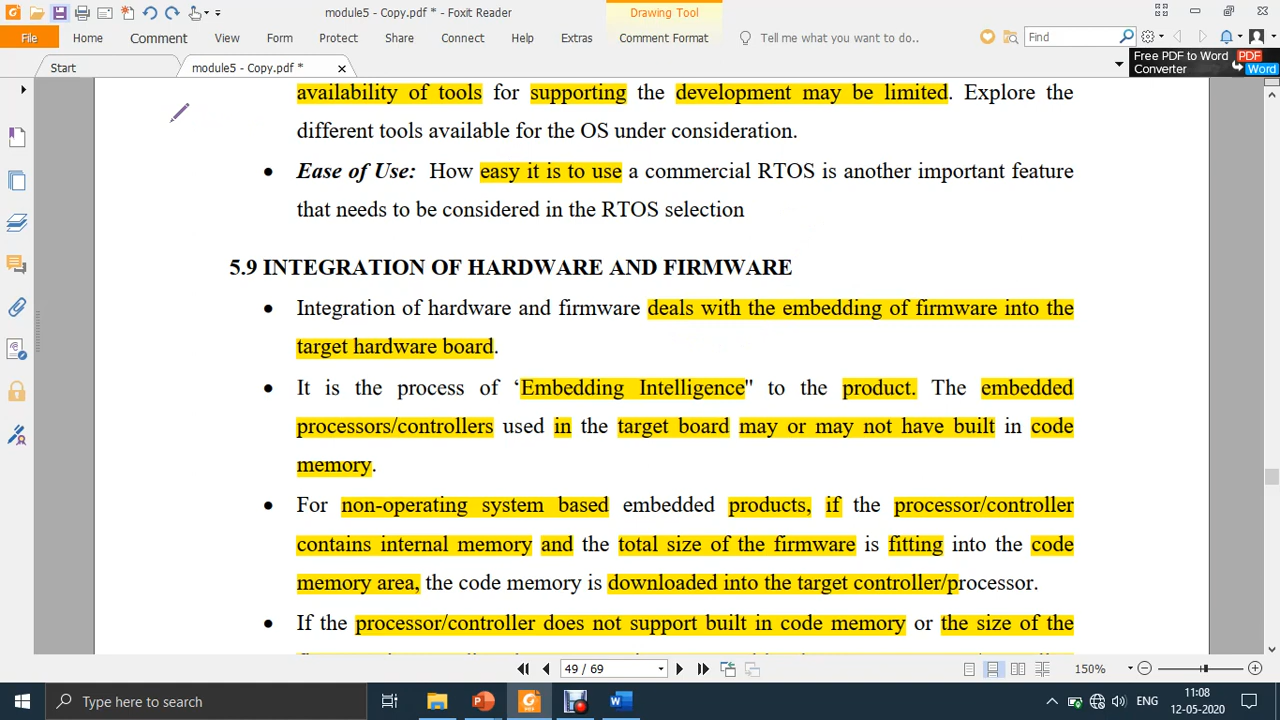 module5 - Copy.pdf * - Foxit Reader
Drawing Tool
File Home Comment View Form Protect Share Connect Help Extras Comment Format Tell me what you want to do.. Find
Start module5 - Copy.pdf *
Free PDF to Word Converter PDF Word
availability of tools for supporting the development may be limited. Explore the
different tools available for the OS under consideration.
• Ease of Use: How easy it is to use a commercial RTOS is another important feature
that needs to be considered in the RTOS selection
5.9 INTEGRATION OF HARDWARE AND FIRMWARE
• Integration of hardware and firmware deals with the embedding of firmware into the
target hardware board.
• It is the process of ‘Embedding Intelligence" to the product. The embedded
processors/controllers used in the target board may or may not have built in code
memory.
• For non-operating system based embedded products, if the processor/controller
contains internal memory and the total size of the firmware is fitting into the code
memory area, the code memory is downloaded into the target controller/processor.
• If the processor/controller does not support built in code memory or the size of the
49 / 69
150%
Type here to search
ENG
11:08
12-05-2020